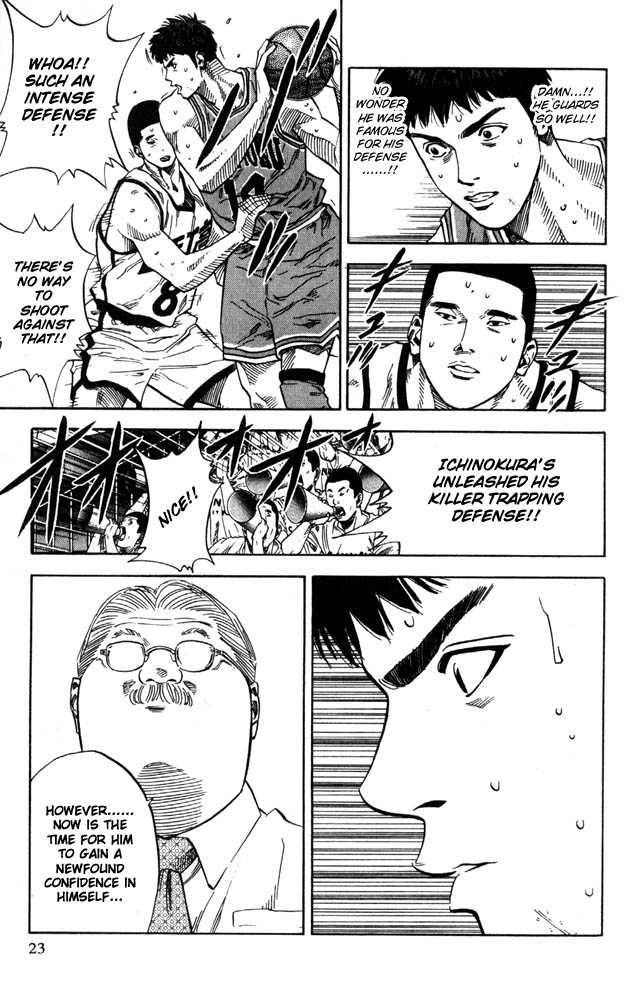 NO
WONDER
HE WAS
FAMOUS
FOR HIS
DEFENSE
......!!
DAMN...!!
HE GUARDS
SO WELL!!
WHOA!!
SUCH AN
INTENSE
DEFENSE
!!
14
8
THERE'S
NO WAY
TO
SHOOT
AGAINST
THAT!!
NICE!!
ICHINOKURA'S
UNLEASHED HIS
KILLER TRAPPING
DEFENSE!!
HOWEVER......
NOW IS THE
TIME FOR HIM
TO GAIN A
NEWFOUND
CONFIDENCE IN
HIMSELF...
23